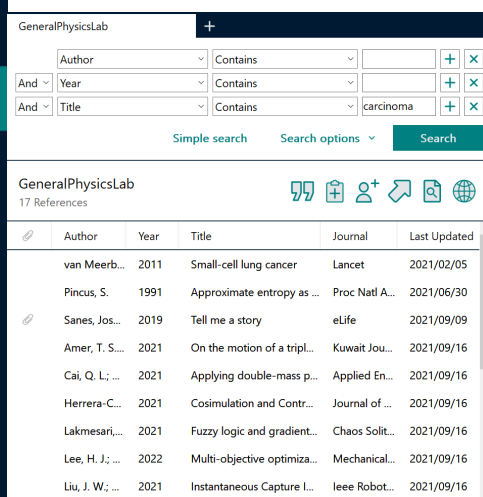 GeneralPhysicsLab +
Author Contains + ×
And Year Contains + ×
And Title Contains carcinoma + ×
Simple search Search options Search
GeneralPhysicsLab
17 References
Author Year Title Journal Last Updated
van Meerb... 2011 Small-cell lung cancer Lancet 2021/02/05
Pincus, S. 1991 Approximate entropy as ... Proc Natl A... 2021/06/30
Sanes, Jos... 2019 Tell me a story eLife 2021/09/09
Amer, T. S.... 2021 On the motion of a tripl... Kuwait Jou... 2021/09/16
Cai, Q. L.; ... 2021 Applying double-mass p... Applied En... 2021/09/16
Herrera-C... 2021 Cosimulation and Contr... Journal of ... 2021/09/16
Lakmesari,... 2021 Fuzzy logic and gradient... Chaos Solit... 2021/09/16
Lee, H. J.; ... 2022 Multi-objective optimiza... Mechanical... 2021/09/16
Liu, J. W.; ... 2021 Instantaneous Capture I... Ieee Robot... 2021/09/16